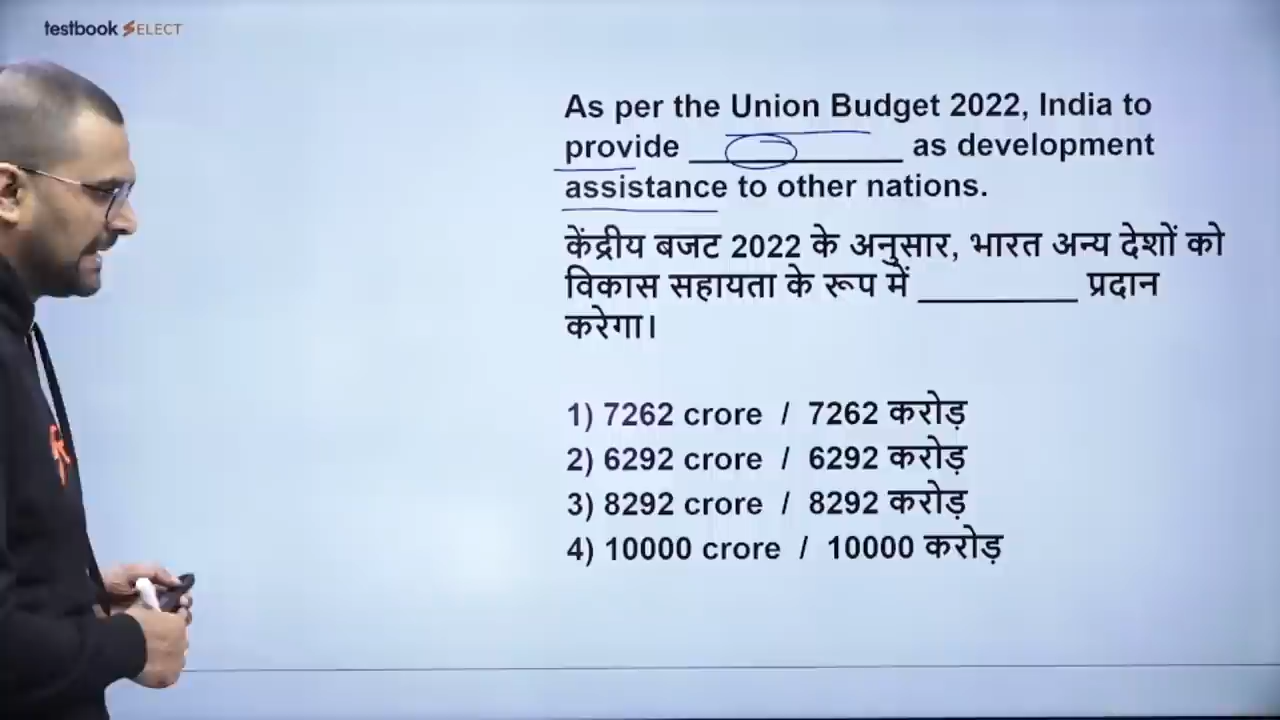 testbook SELECT
As per the Union Budget 2022, India to
provide _____________ as development
assistance to other nations.
केंद्रीय बजट 2022 के अनुसार, भारत अन्य देशों को
विकास सहायता के रूप में __________ प्रदान
करेगा।
1) 7262 crore / 7262 करोड़
2) 6292 crore / 6292 करोड़
3) 8292 crore / 8292 करोड़
4) 10000 crore / 10000 करोड़